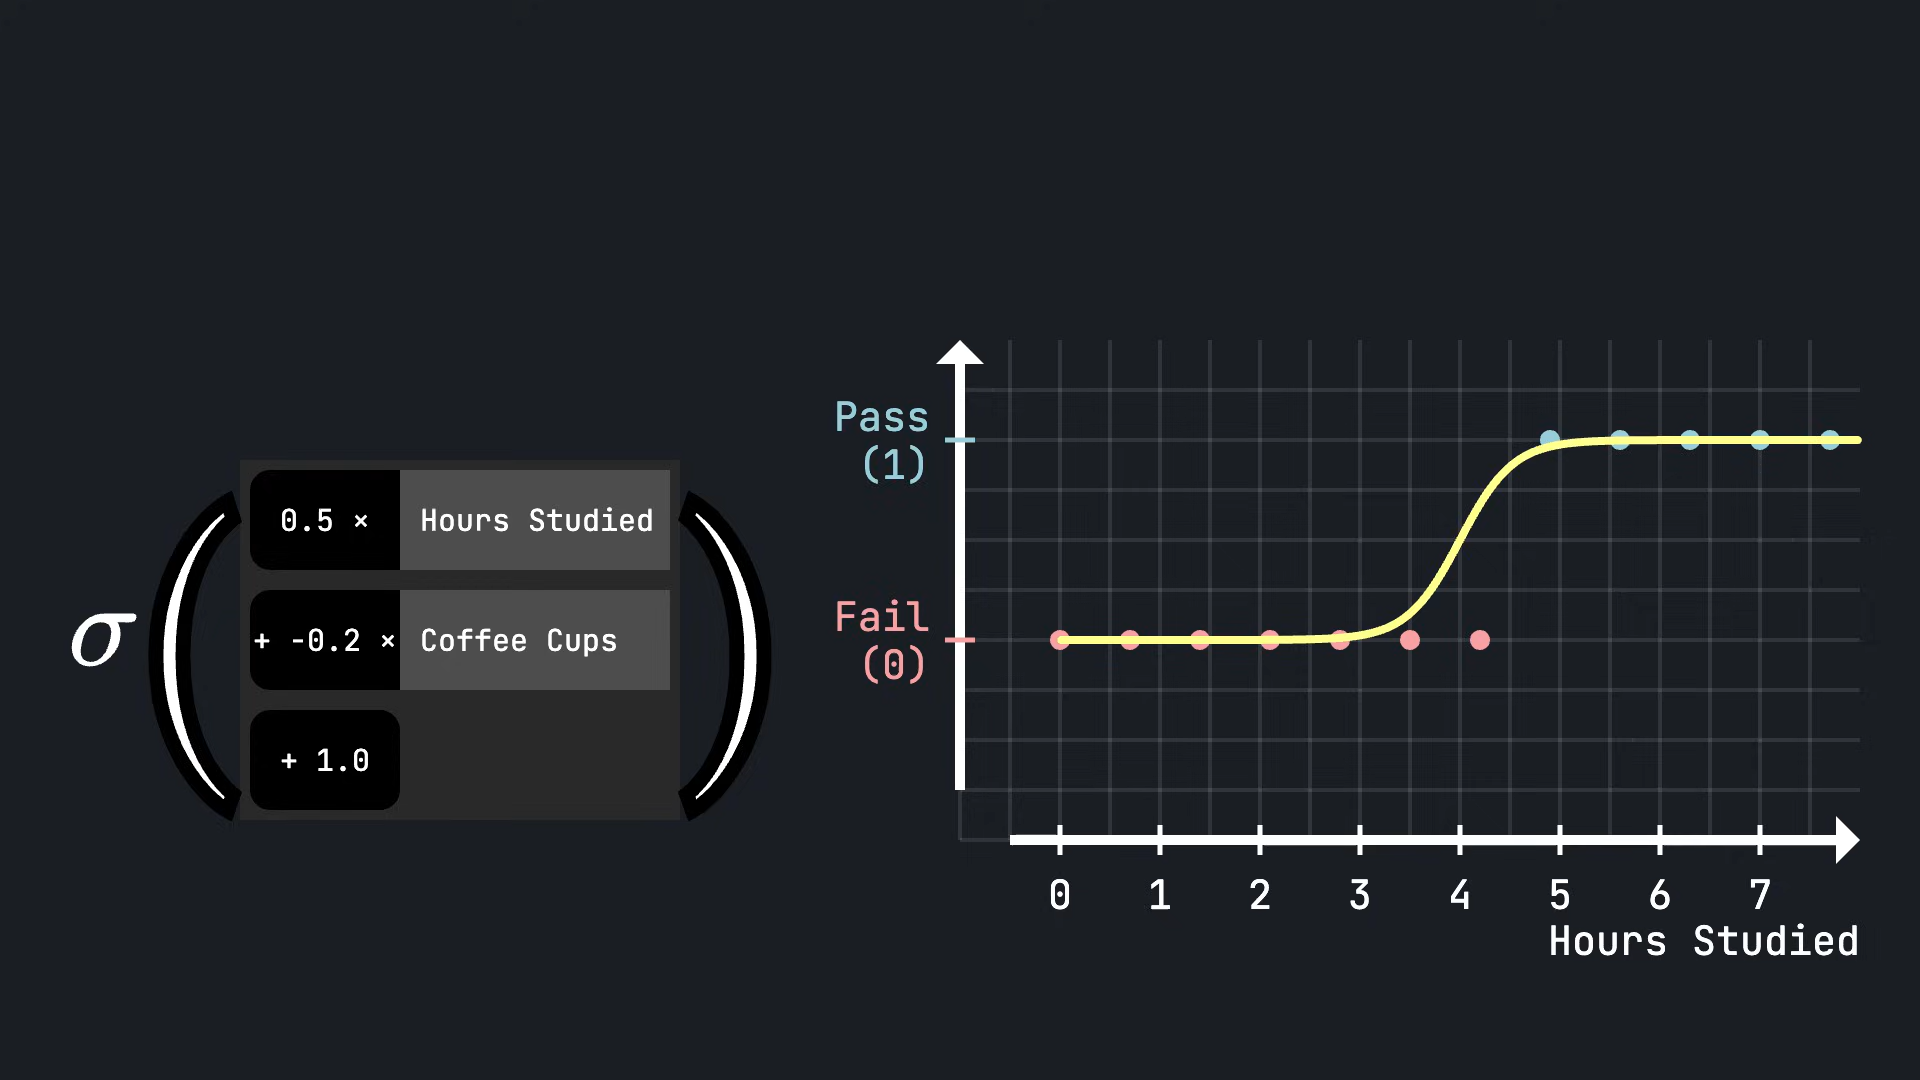 σ
0.5 × Hours Studied
+ -0.2 × Coffee Cups
+ 1.0
Pass
(1)
Fail
(0)
0 1 2 3 4 5 6 7
Hours Studied